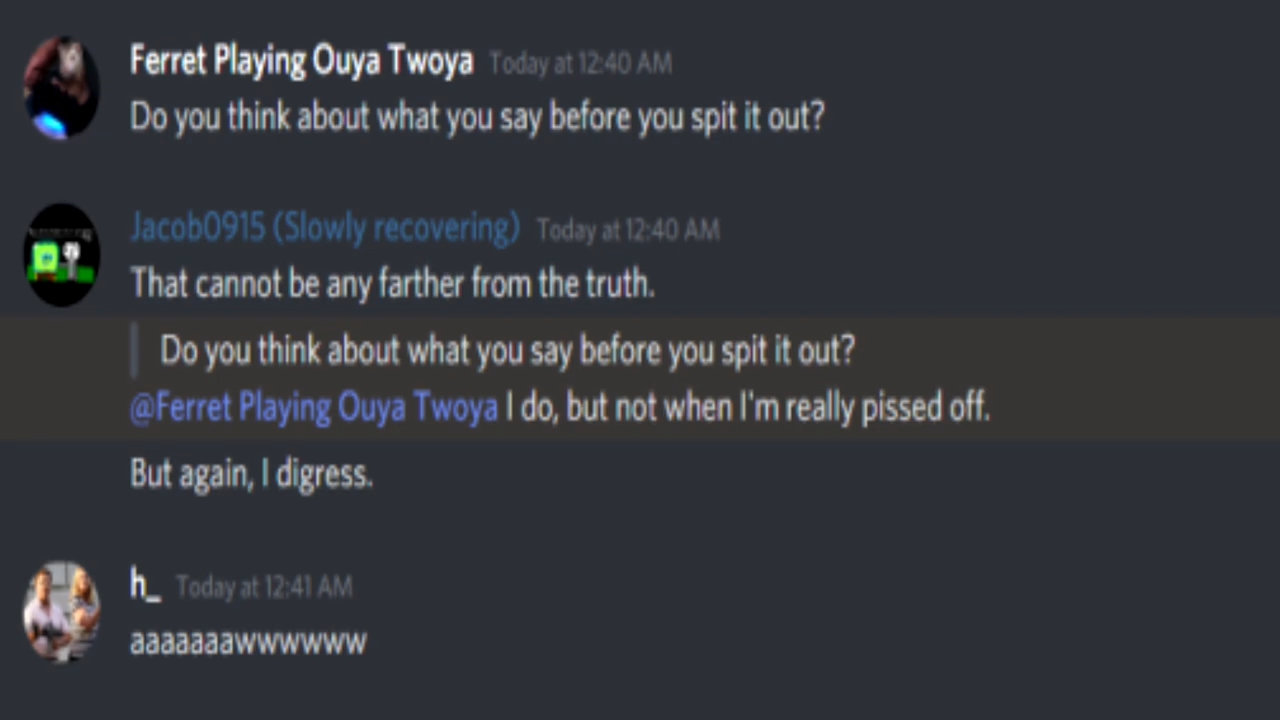 Ferret Playing Ouya Twoya Today at 12:40 AM
Do you think about what you say before you spit it out?
Jacob0915 (Slowly recovering) Today at 12:40 AM
That cannot be any farther from the truth.
Do you think about what you say before you spit it out?
@Ferret Playing Ouya Twoya I do, but not when I'm really pissed off.
But again, I digress.
h_ Today at 12:41 AM
aaaaaaawwwwww